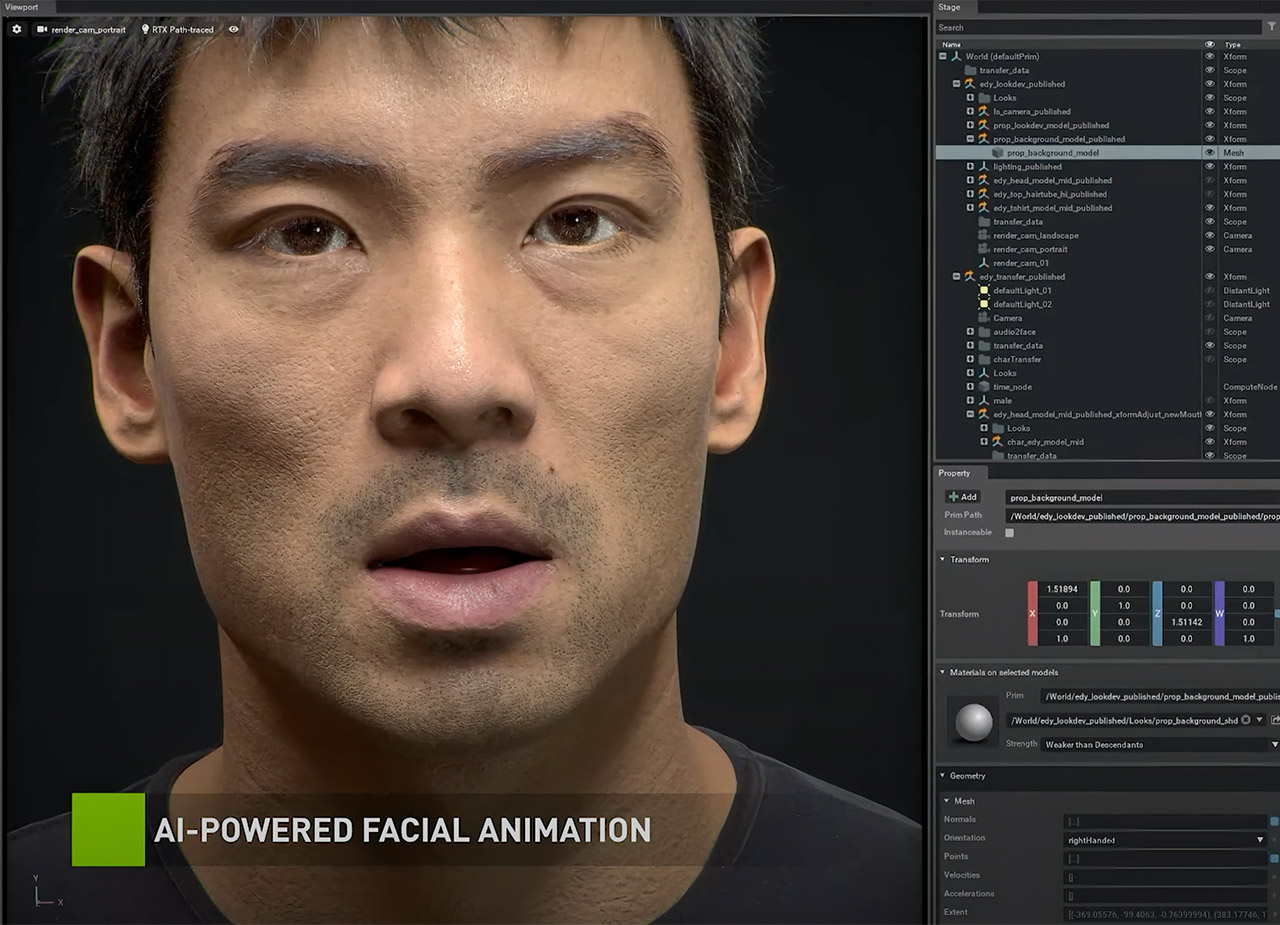 Viewport
render_cam_portrait RTX Path-traced
AI-POWERED FACIAL ANIMATION
Y
X
Stage
Search
Name Type
World (defaultPrim) Xform
transfer_data Scope
edy_lookdev_published Xform
Looks Scope
ls_camera_published Xform
prop_lookdev_model_published Xform
prop_background_model_published Xform
prop_background_model Mesh
lighting_published Xform
edy_head_model_mid_published Xform
edy_top_hairtube_hi_published Xform
edy_tshirt_model_mid_published Xform
transfer_data Scope
render_cam_landscape Camera
render_cam_portrait Camera
render_cam_01
edy_transfer_published Xform
defaultLight_01 DistantLight
defaultLight_02 DistantLight
Camera Camera
audio2face Scope
transfer_data Scope
charTransfer Scope
Looks
time_node ComputeNode
male Xform
edy_head_model_mid_published_xformAdjust_newMout Xform
Looks Scope
char_edy_model_mid Xform
transfer_data Scope
Property
Add prop_background_model
Prim Path /World/edy_lookdev_published/prop_background_model_published/prop
Instanceable
Transform
1.51894 0.0 0.0 0.0
0.0 1.0 0.0 0.0
Transform X Y Z W
0.0 0.0 1.51142 0.0
1.0 0.0 0.0 1.0
Materials on selected models
Prim /World/edy_lookdev_published/prop_background_model_publis
/World/edy_lookdev_published/Looks/prop_background_shd
Strength Weaker than Descendants
Geometry
Mesh
Normals [...]
Orientation rightHanded
Points [...]
Velocities []
Accelerations []
Extent [(-369.05576, -99.4063, -0.76399994), (383.17746, 1